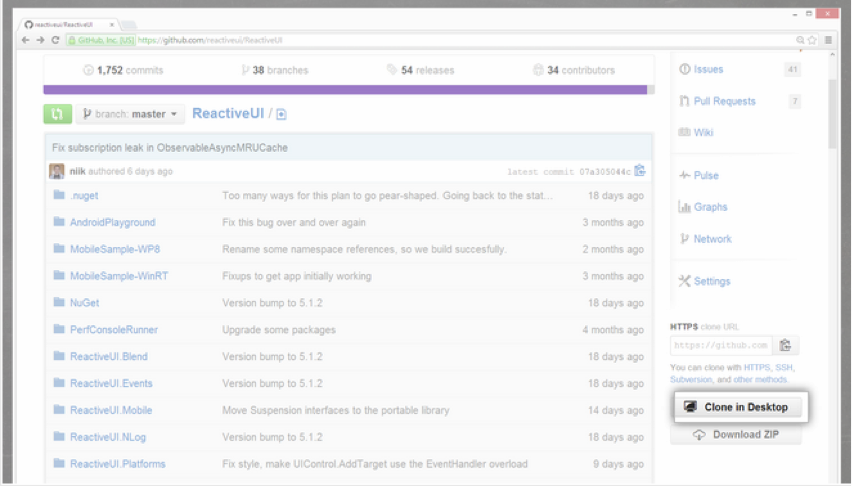 reactiveui/ReactiveUI
GitHub, Inc. [US] https://github.com/reactiveui/ReactiveUI
1,752 commits 38 branches 54 releases 34 contributors
branch: master ReactiveUI /
Fix subscription leak in ObservableAsyncMRUCache
niik authored 6 days ago latest commit 07a305044c
.nuget Too many ways for this plan to go pear-shaped. Going back to the stat... 18 days ago
AndroidPlayground Fix this bug over and over again 3 months ago
MobileSample-WP8 Rename some namespace references, so we build succesfully. 2 months ago
MobileSample-WinRT Fixups to get app initially working 3 months ago
NuGet Version bump to 5.1.2 18 days ago
PerfConsoleRunner Upgrade some packages 4 months ago
ReactiveUI.Blend Version bump to 5.1.2 18 days ago
ReactiveUI.Events Version bump to 5.1.2 18 days ago
ReactiveUI.Mobile Move Suspension interfaces to the portable library 14 days ago
ReactiveUI.NLog Version bump to 5.1.2 18 days ago
ReactiveUI.Platforms Fix style, make UIControl.AddTarget use the EventHandler overload 9 days ago
Issues 41
Pull Requests 7
Wiki
Pulse
Graphs
Network
Settings
HTTPS clone URL
https://github.com
You can clone with HTTPS, SSH,
Subversion, and other methods.
Clone in Desktop
Download ZIP